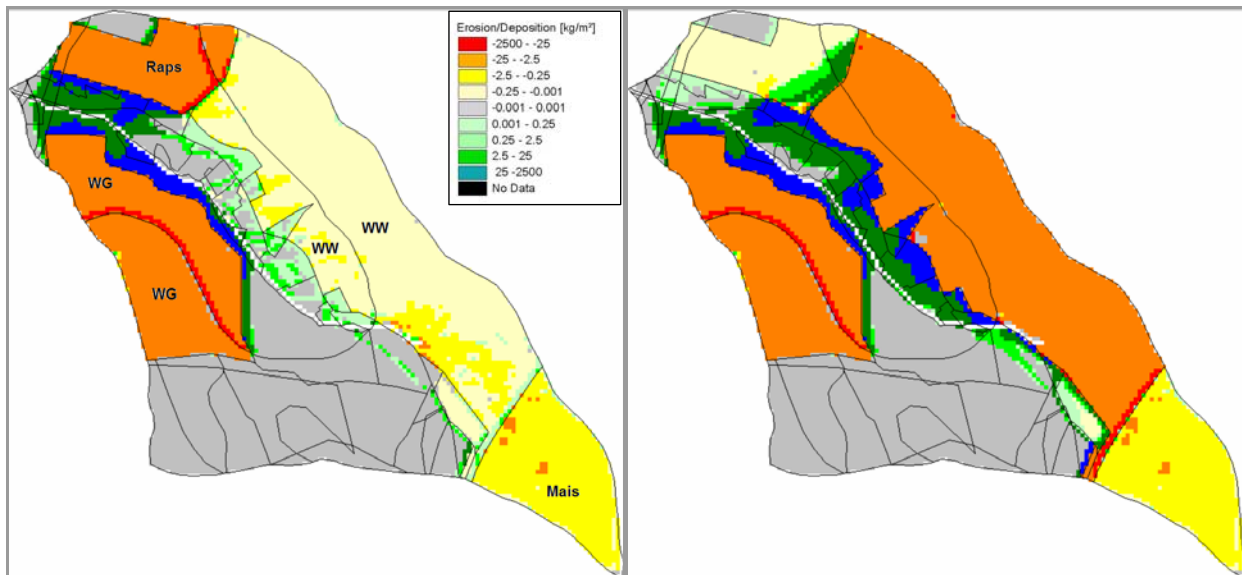 Erosion/Deposition [kg/m²]
-2500 - -25
-25 - -2.5
-2.5 - -0.25
-0.25 - -0.001
-0.001 - 0.001
0.001 - 0.25
0.25 - 2.5
2.5 - 25
25 -2500
No Data
Raps
WG
WW
WW
WG
Mais